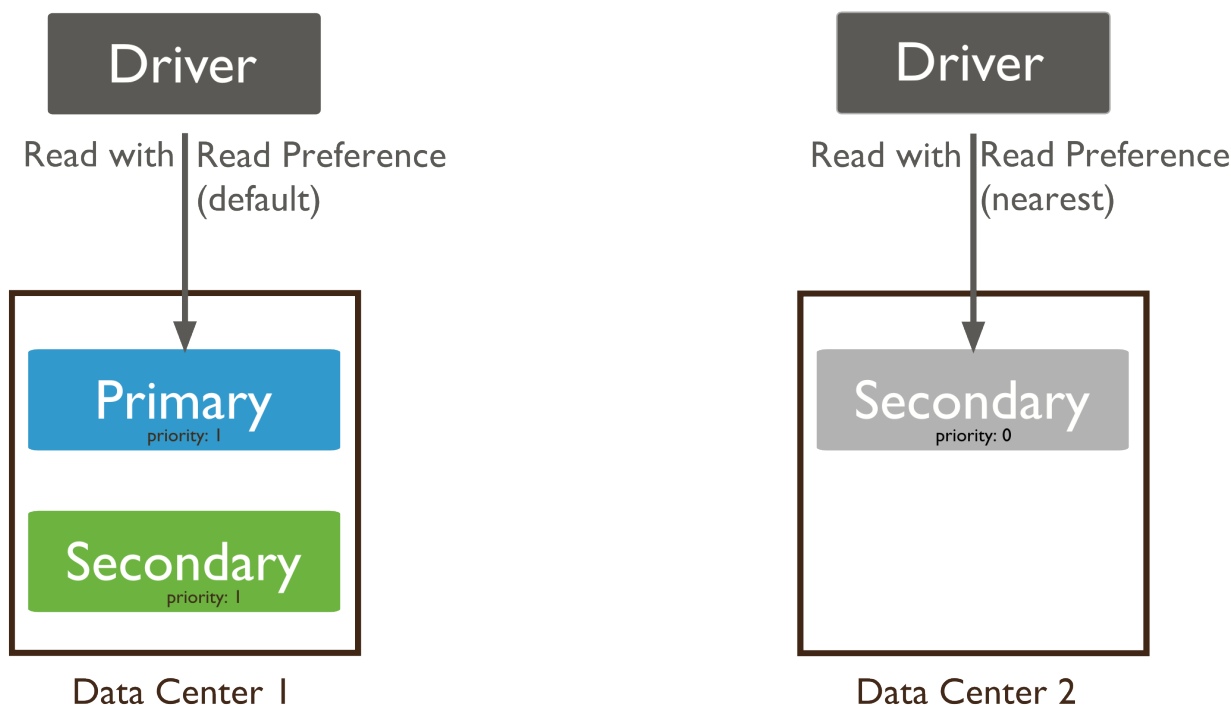 Driver
Read with Read Preference
(default)
Primary
priority: 1
Secondary
priority: 1
Data Center 1
Driver
Read with Read Preference
(nearest)
Secondary
priority: 0
Data Center 2